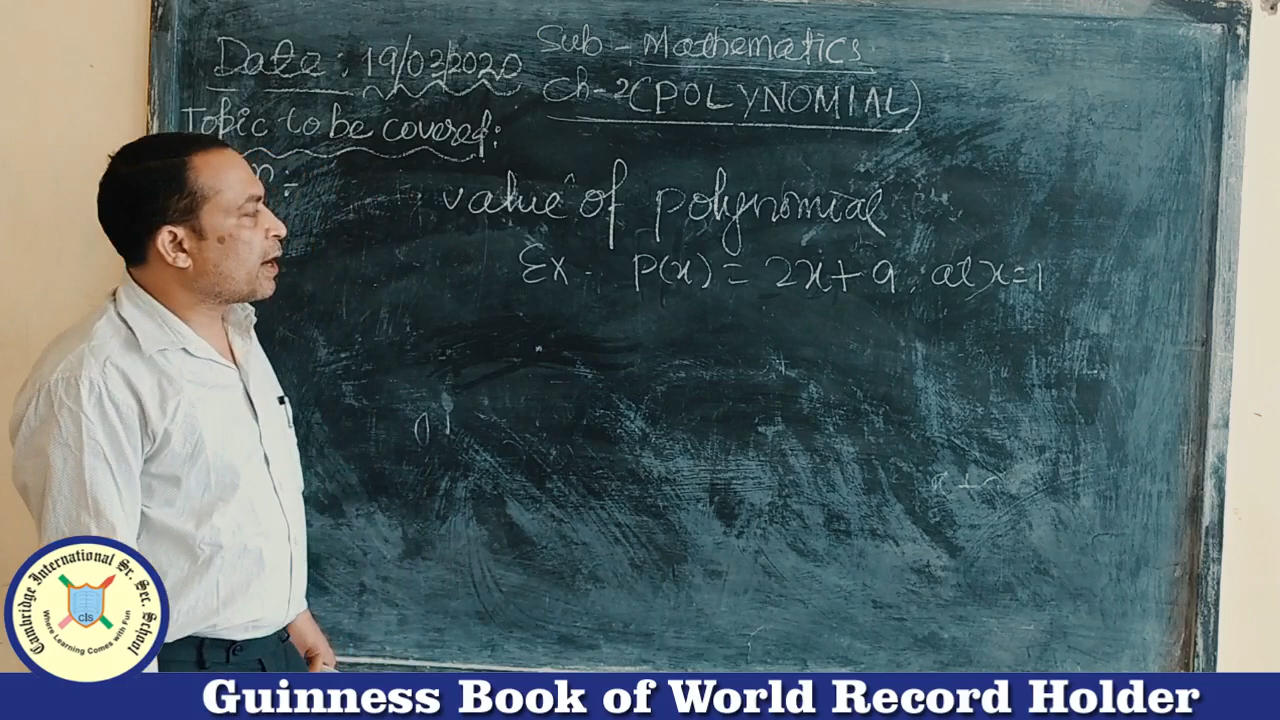 Date: 19/03/2020
Sub - Mathematics
Ch-2(POLYNOMIAL)
Topic to be covered:
value of polynomial
Ex - P(x) = 2x+9, at x=1
Cambridge International Sr. Sec. School
cis
Where Learning Comes with Fun
Guinness Book of World Record Holder